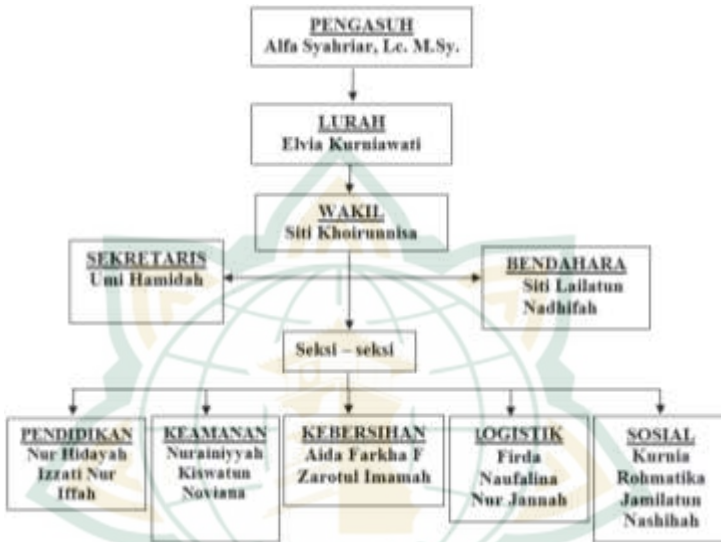 PENGASUH
Alfa Syahriar, Lc. M.Sy.
LURAH
Elvia Kurniawati
WAKIL
Siti Khoirunnisa
SEKRETARIS
Umi Hamidah
BENDAHARA
Siti Lailatun
Nadhifah
Seksi – seksi
PENDIDIKAN
Nur Hidayah
Izzati Nur
Iffah
KEAMANAN
Nurainiyyah
Kiswatun
Noviana
KEBERSIHAN
Aida Farkha F
Zarotul Imamah
LOGISTIK
Firda
Naufalina
Nur Jannah
SOSIAL
Kurnia
Rohmatika
Jamilatun
Nashihah